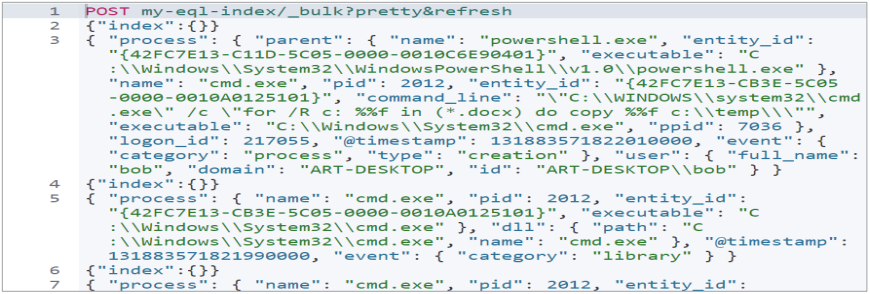 1 POST my-eql-index/_bulk?pretty&refresh
2 {"index":{}}
3 { "process": { "parent": { "name": "powershell.exe", "entity_id":
"{42FC7E13-C11D-5C05-0000-0010C6E90401}", "executable": "C
:\\Windows\\System32\\WindowsPowerShell\\v1.0\\powershell.exe" },
"name": "cmd.exe", "pid": 2012, "entity_id": "{42FC7E13-CB3E-5C05
-0000-0010A0125101}", "command_line": "\"C:\\WINDOWS\\system32\\cmd
.exe\" /c \"for /R c: %%f in (*.docx) do copy %%f c:\\temp\\\"",
"executable": "C:\\Windows\\System32\\cmd.exe", "ppid": 7036 },
"logon_id": 217055, "@timestamp": 131883571822010000, "event": {
"category": "process", "type": "creation" }, "user": { "full_name":
"bob", "domain": "ART-DESKTOP", "id": "ART-DESKTOP\\bob" } }
4 {"index":{}}
5 { "process": { "name": "cmd.exe", "pid": 2012, "entity_id":
"{42FC7E13-CB3E-5C05-0000-0010A0125101}", "executable": "C
:\\Windows\\System32\\cmd.exe" }, "dll": { "path": "C
:\\Windows\\System32\\cmd.exe", "name": "cmd.exe" }, "@timestamp":
131883571821990000, "event": { "category": "library" } }
6 {"index":{}}
7 { "process": { "name": "cmd.exe", "pid": 2012, "entity_id":